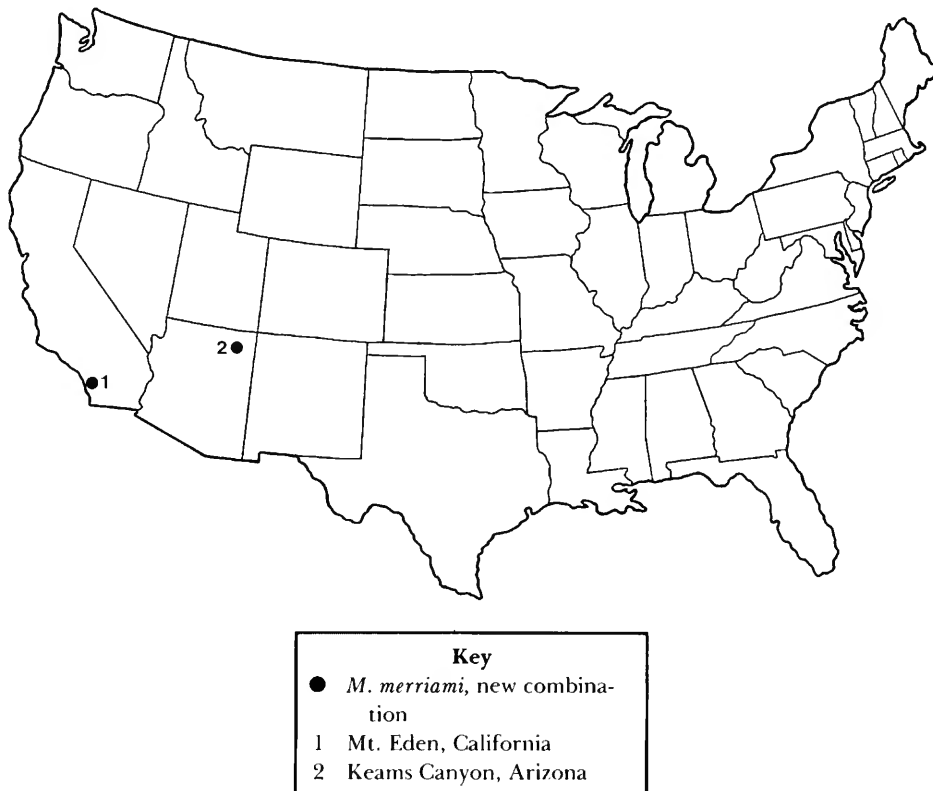 2
1
Key
M. merriami, new combina-
tion
1 Mt. Eden, California
2 Keams Canyon, Arizona